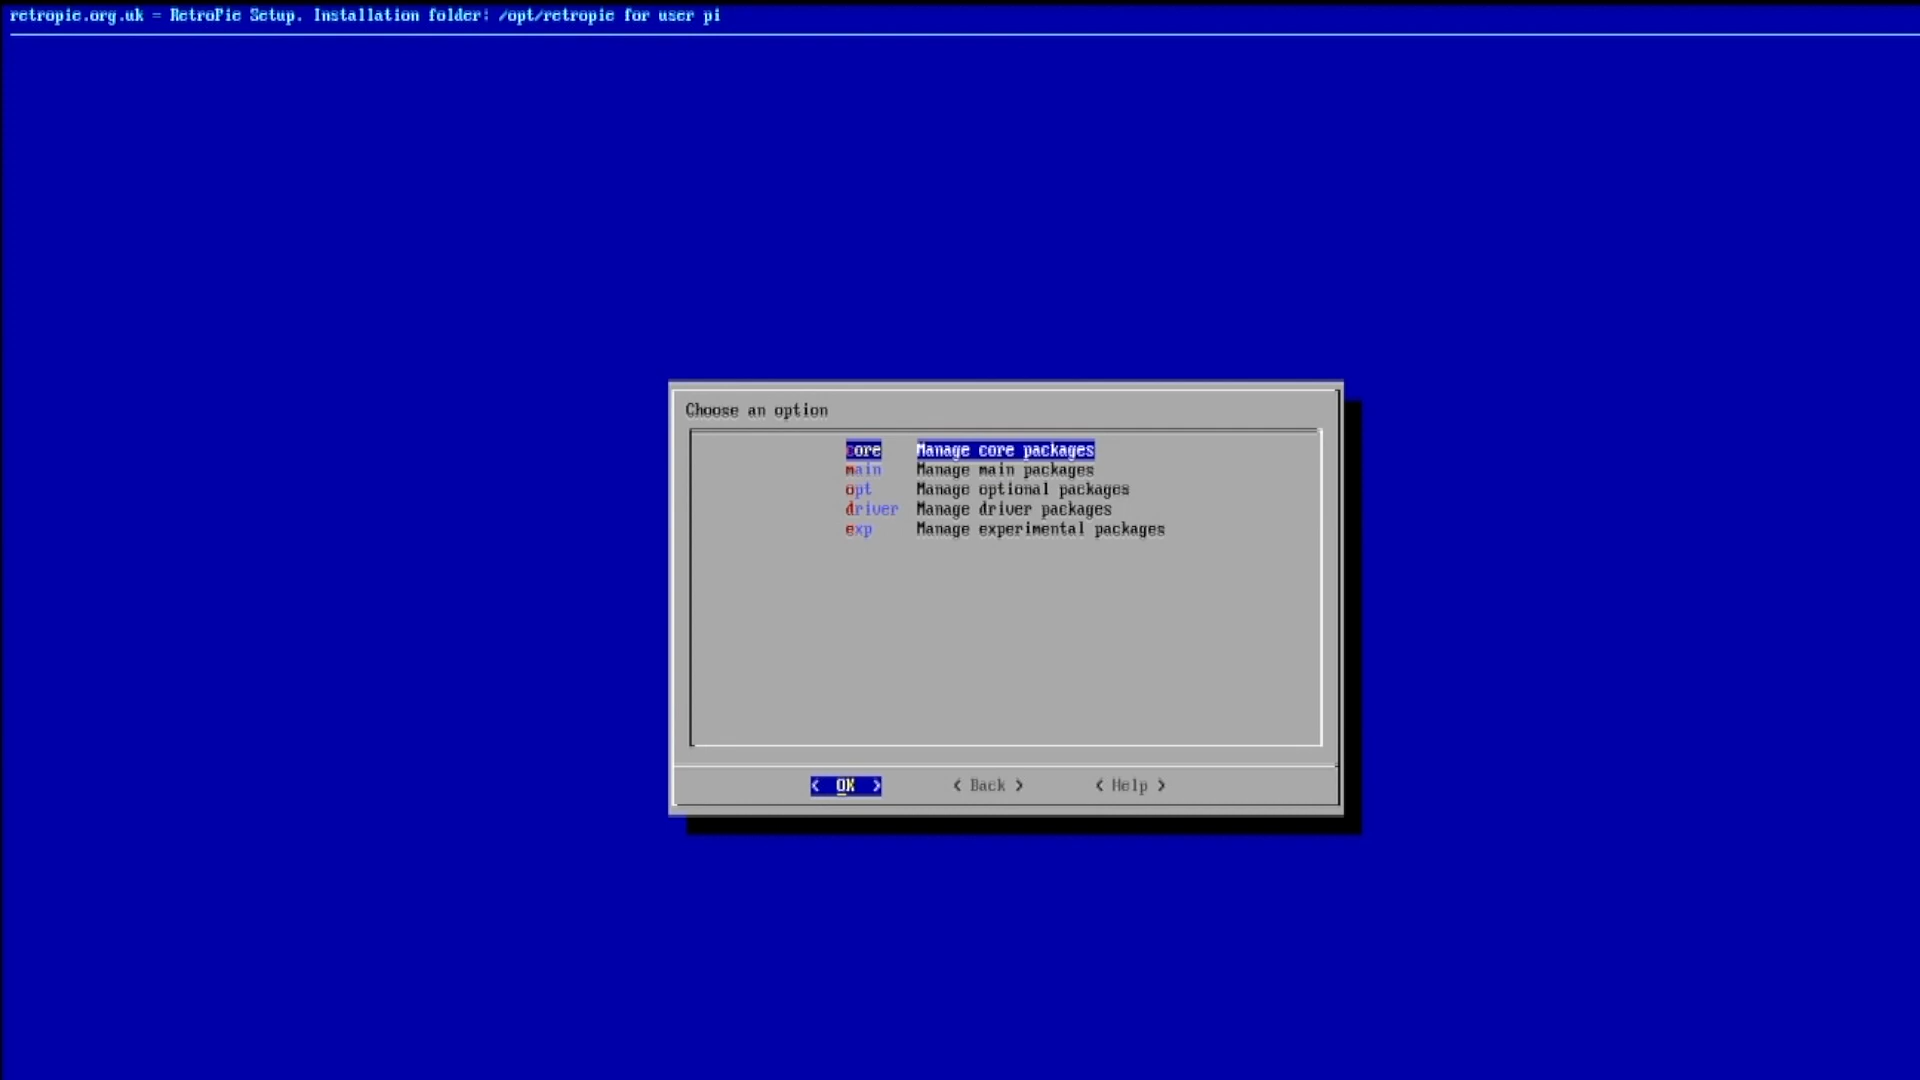 retropie.org.uk - RetroPie Setup. Installation folder: /opt/retropie for user pi
Choose an option
core Manage core packages
main Manage main packages
opt Manage optional packages
driver Manage driver packages
exp Manage experimental packages
< OK > < Back > < Help >